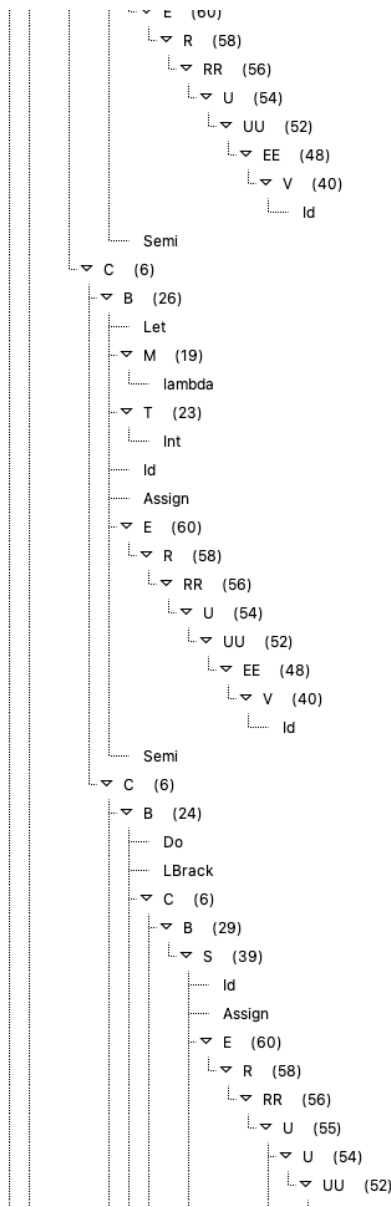 E (60)
R (58)
RR (56)
U (54)
UU (52)
EE (48)
V (40)
Id
Semi
C (6)
B (26)
Let
M (19)
lambda
T (23)
Int
Id
Assign
E (60)
R (58)
RR (56)
U (54)
UU (52)
EE (48)
V (40)
Id
Semi
C (6)
B (24)
Do
LBrack
C (6)
B (29)
S (39)
Id
Assign
E (60)
R (58)
RR (56)
U (55)
U (54)
UU (52)